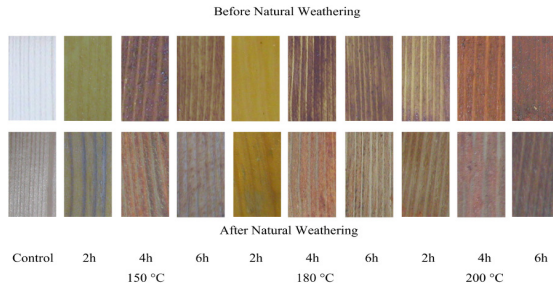 Before Natural Weathering
After Natural Weathering
Control 2h 4h 6h 2h 4h 6h 2h 4h 6h
150 °C 180 °C 200 °C